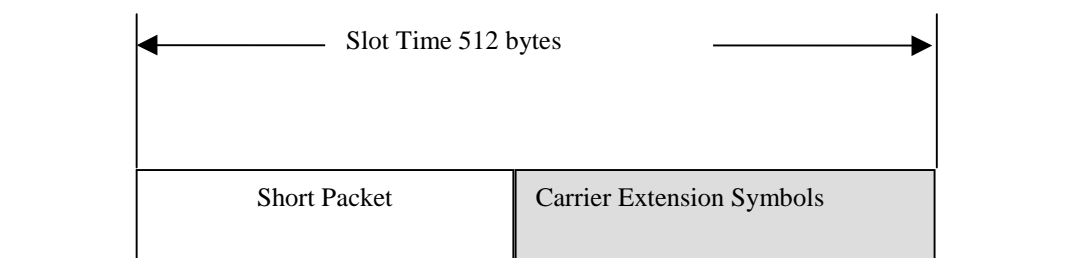 Slot Time 512 bytes
Short Packet
Carrier Extension Symbols